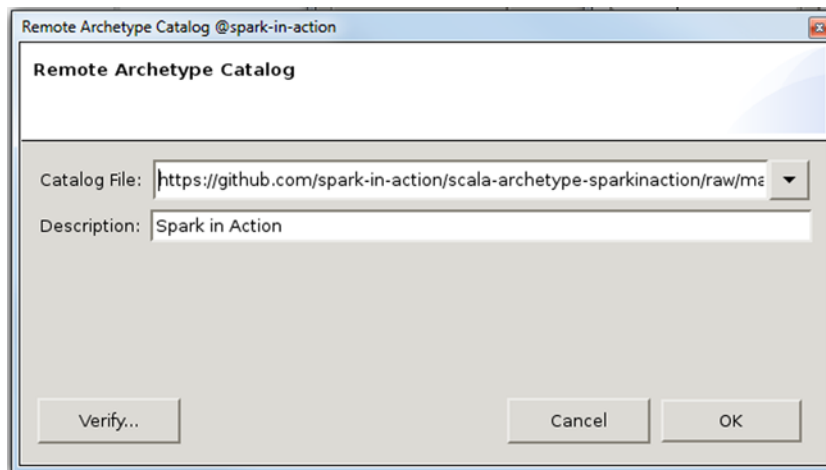 Remote Archetype Catalog @spark-in-action
Remote Archetype Catalog
Catalog File: https://github.com/spark-in-action/scala-archetype-sparkinaction/raw/ma
Description: Spark in Action
Verify... Cancel OK